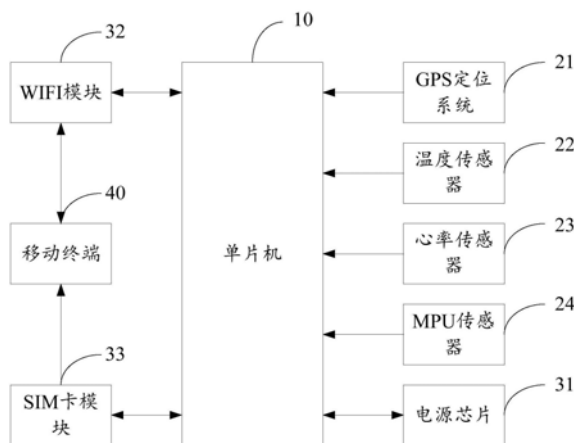 32
WIFI模块
40
移动终端
33
SIM卡模
块
10
单片机
21
GPS定位
系统
22
温度传感
器
23
心率传感
器
24
MPU传感
器
31
电源芯片